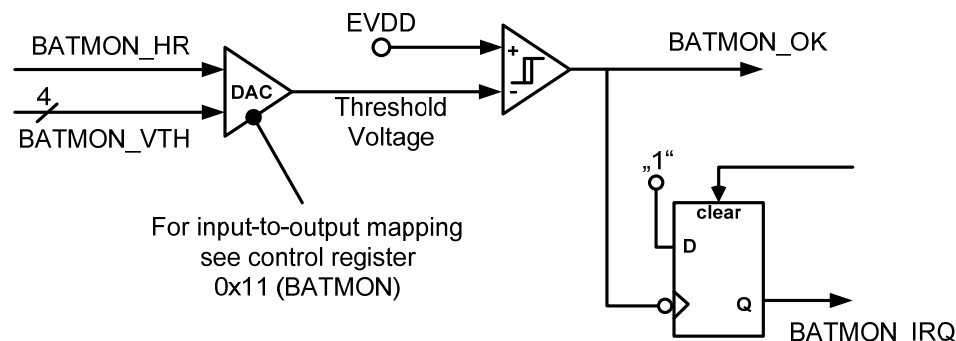 EVDD
BATMON_HR
BATMON_OK
+
DAC
-
4
Threshold
Voltage
BATMON_VTH
„1“
clear
For input-to-output mapping
see control register
0x11 (BATMON)
D
Q
BATMON_IRQ